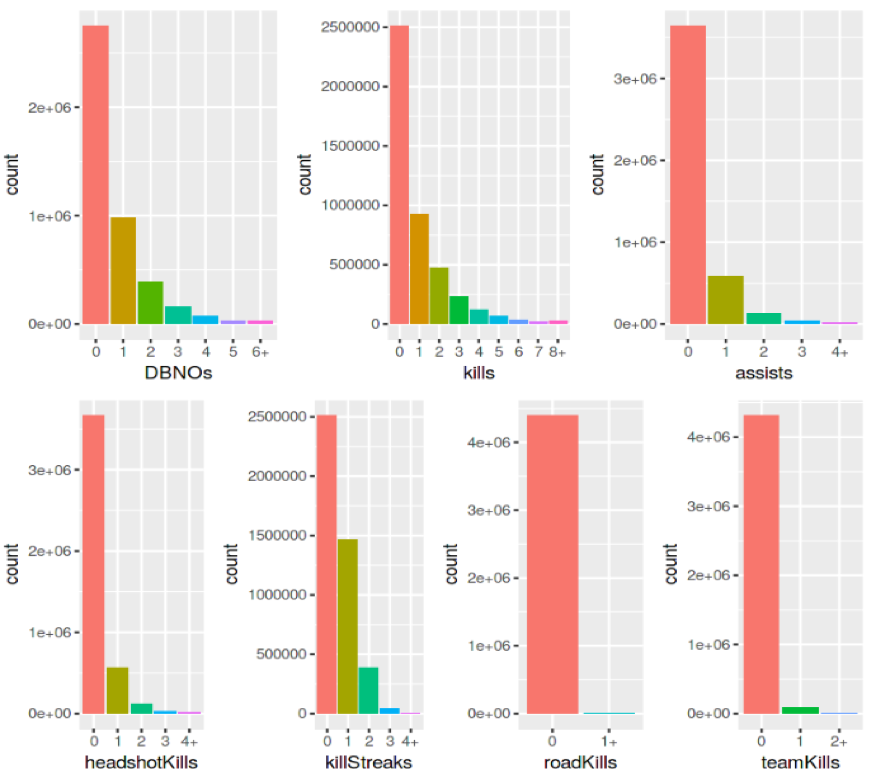 count
2e+06
1e+06
0e+00
0 1 2 3 4 5 6+
DBNOs
count
2500000
2000000
1500000
1000000
500000
0
0 1 2 3 4 5 6 7 8+
kills
count
3e+06
2e+06
1e+06
0e+00
0 1 2 3 4+
assists
count
3e+06
2e+06
1e+06
0e+00
0 1 2 3 4+
headshotKills
count
2500000
2000000
1500000
1000000
500000
0
0 1 2 3 4+
killStreaks
count
4e+06
3e+06
2e+06
1e+06
0e+00
0 1+
roadKills
count
4e+06
3e+06
2e+06
1e+06
0e+00
0 1 2+
teamKills